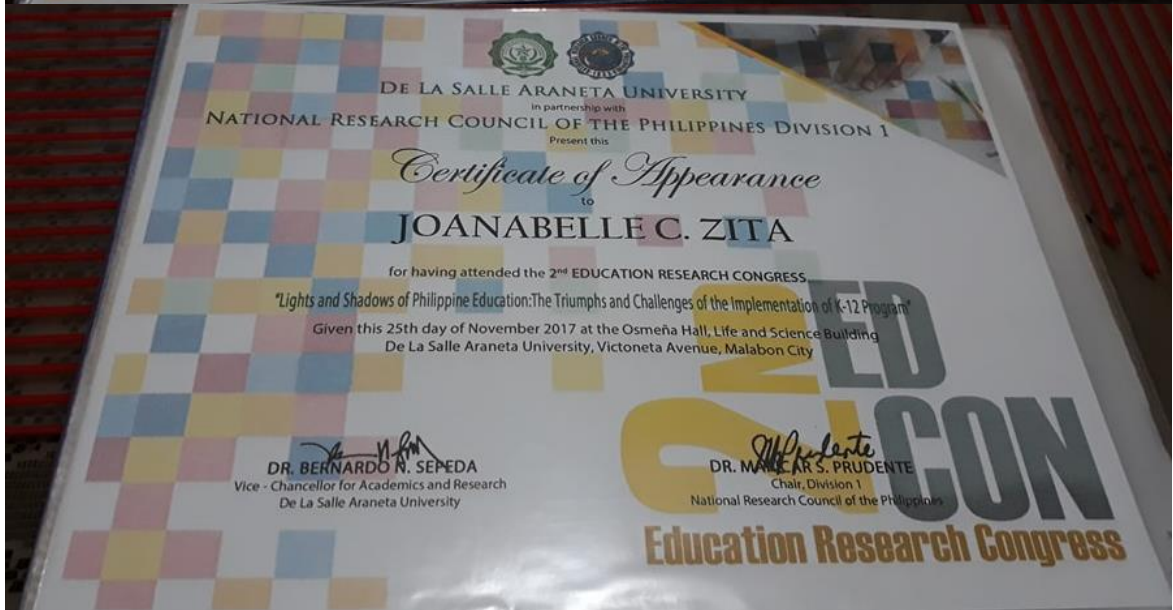 DE LA SALLE ARANETA UNIVERSITY
in partnership with
NATIONAL RESEARCH COUNCIL OF THE PHILIPPINES DIVISION 1
Present this
Certificate of Appearance
to
JOANABELLE C. ZITA
for having attended the 2nd EDUCATION RESEARCH CONGRESS
"Lights and Shadows of Philippine Education:The Triumphs and Challenges of the Implementation of K-12 Program"
Given this 25th day of November 2017 at the Osmeña Hall, Life and Science Building
De La Salle Araneta University, Victoneta Avenue, Malabon City
2ND ED
CON
Education Research Congress
DR. BERNARDO N. SEPEDA
Vice - Chancellor for Academics and Research
De La Salle Araneta University
DR. S. PRUDENTE
Chair, Division 1
National Research Council of the Philippines